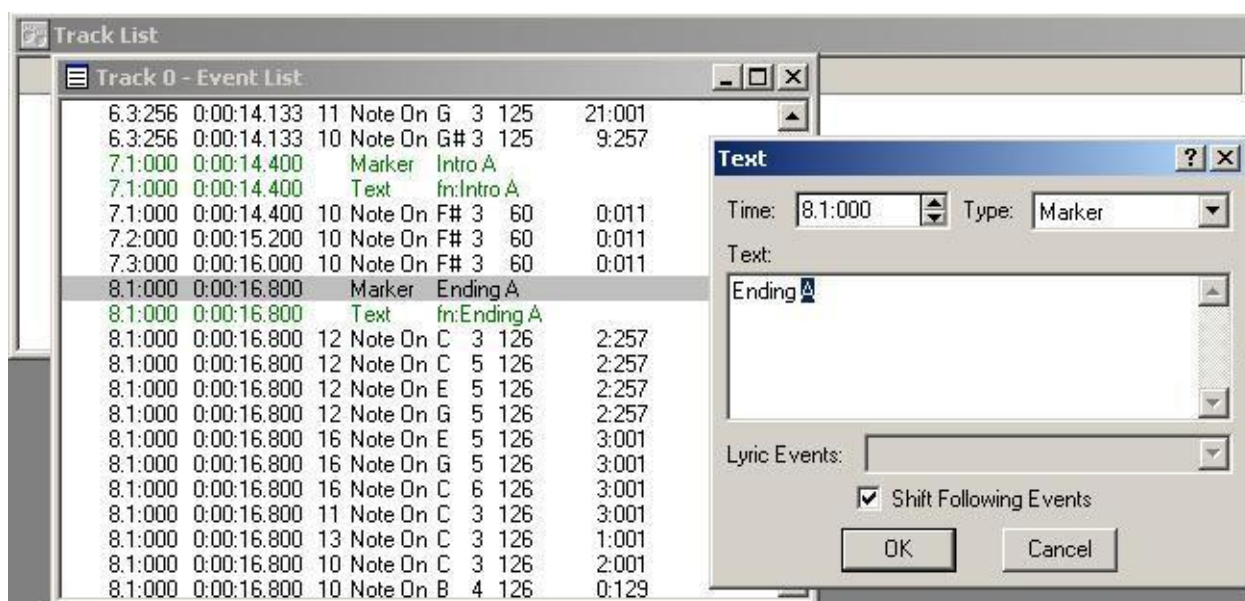 Track List
Track 0 - Event List
6.3:256 0:00:14.133 11 Note On G 3 125 21:001
6.3:256 0:00:14.133 10 Note On G# 3 125 9:257
7.1:000 0:00:14.400 Marker Intro A
7.1:000 0:00:14.400 Text fn:Intro A
7.1:000 0:00:14.400 10 Note On F# 3 60 0:011
7.2:000 0:00:15.200 10 Note On F# 3 60 0:011
7.3:000 0:00:16.000 10 Note On F# 3 60 0:011
8.1:000 0:00:16.800 Marker Ending A
8.1:000 0:00:16.800 Text fn:Ending A
8.1:000 0:00:16.800 12 Note On C 3 126 2:257
8.1:000 0:00:16.800 12 Note On C 5 126 2:257
8.1:000 0:00:16.800 12 Note On E 5 126 2:257
8.1:000 0:00:16.800 12 Note On G 5 126 2:257
8.1:000 0:00:16.800 16 Note On E 5 126 3:001
8.1:000 0:00:16.800 16 Note On G 5 126 3:001
8.1:000 0:00:16.800 16 Note On C 6 126 3:001
8.1:000 0:00:16.800 11 Note On C 3 126 3:001
8.1:000 0:00:16.800 13 Note On C 3 126 1:001
8.1:000 0:00:16.800 10 Note On C 3 126 2:001
8.1:000 0:00:16.800 10 Note On B 4 126 0:129
Text
Time: 8.1:000 Type: Marker
Text:
Ending A
Lyric Events:
Shift Following Events
OK Cancel